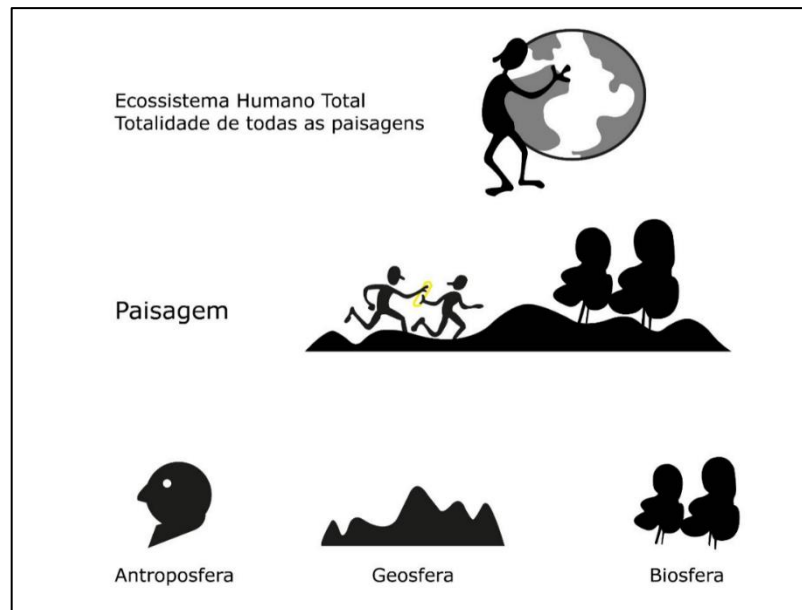 Ecossistema Humano Total
Totalidade de todas as paisagens
Paisagem
Antroposfera
Geosfera
Biosfera